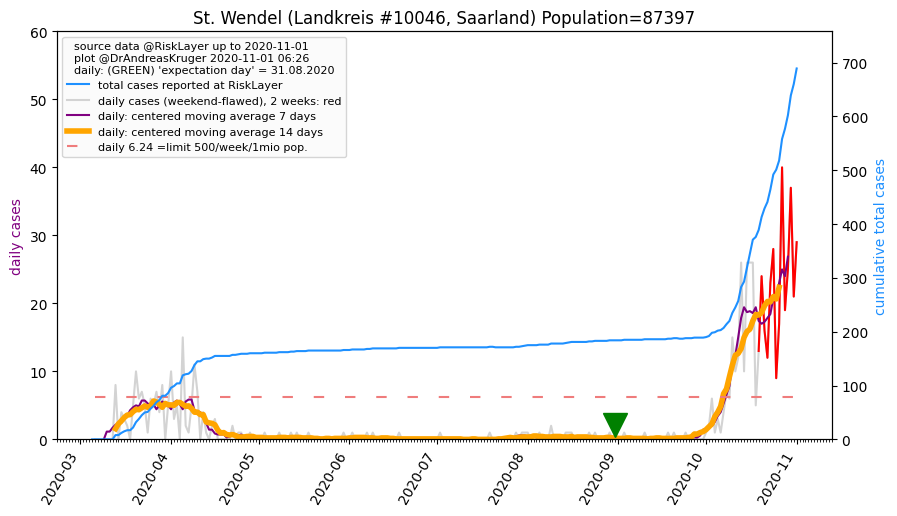 St. Wendel (Landkreis #10046, Saarland) Population=87397
source data @RiskLayer up to 2020-11-01
plot @DrAndreasKruger 2020-11-01 06:26
daily: (GREEN) 'expectation day' = 31.08.2020
total cases reported at RiskLayer
daily cases (weekend-flawed), 2 weeks: red
daily: centered moving average 7 days
daily: centered moving average 14 days
daily 6.24 =limit 500/week/1mio pop.
daily cases
60
50
40
30
20
10
0
cumulative total cases
700
600
500
400
300
200
100
0
2020-03
2020-04
2020-05
2020-06
2020-07
2020-08
2020-09
2020-10
2020-11